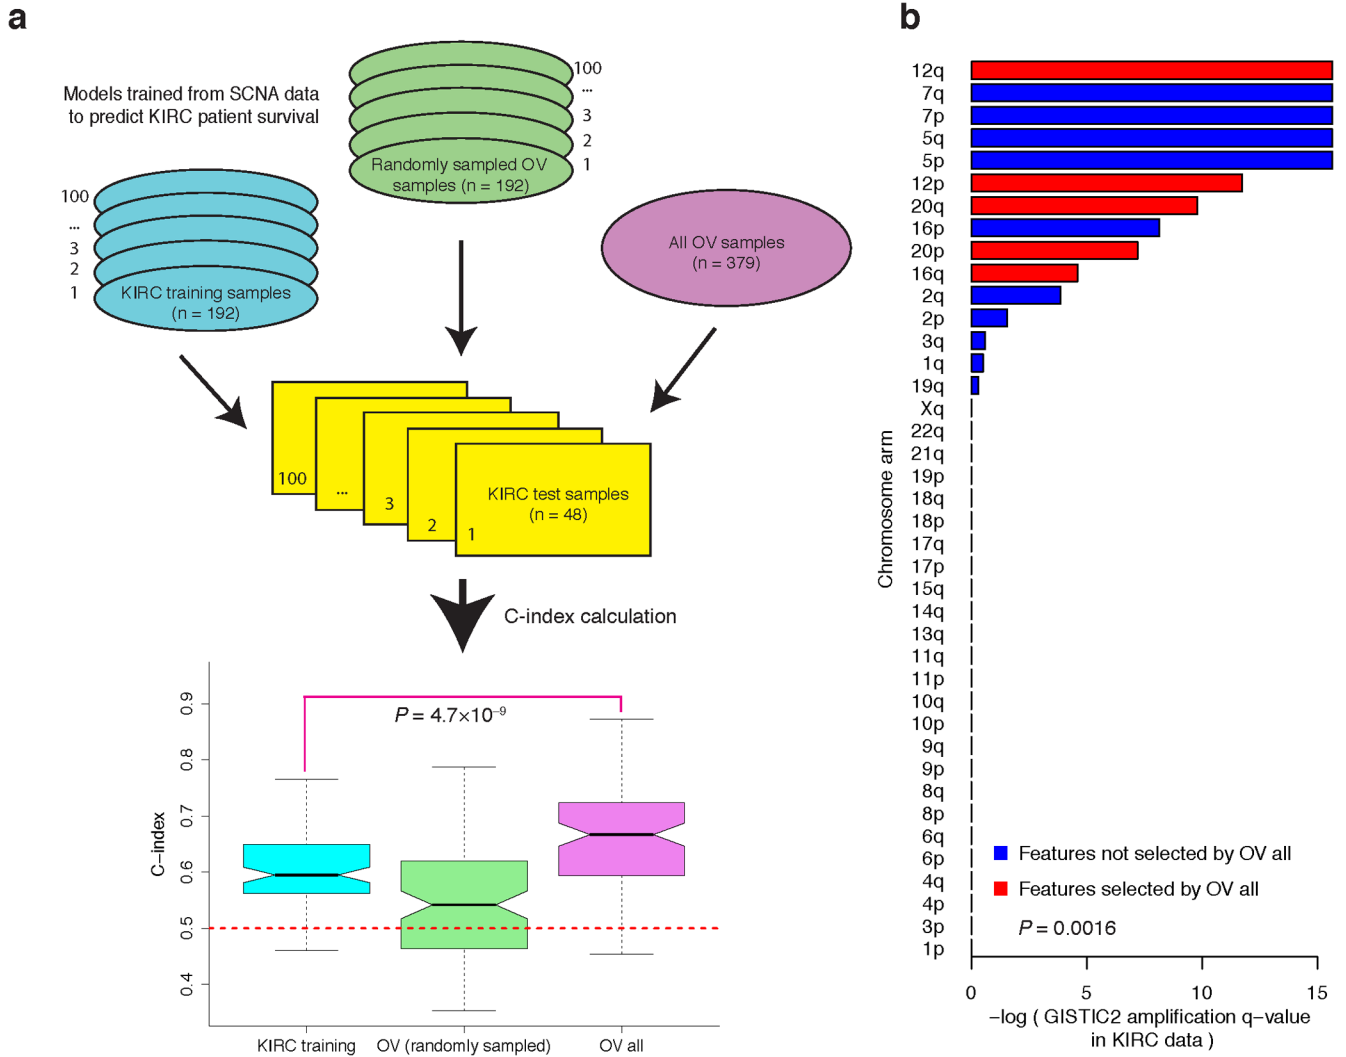 a
Models trained from SCNA data
to predict KIRC patient survival
100
...
3
2
1
Randomly sampled OV
samples (n = 192)
100
...
3
2
1
KIRC training samples
(n = 192)
All OV samples
(n = 379)
100
...
3
2
1
KIRC test samples
(n = 48)
C-index calculation
C−index
0.9
0.8
0.7
0.6
0.5
0.4
P = 4.7×10−9
KIRC training
OV (randomly sampled)
OV all
b
Chromosome arm
12q
7q
7p
5q
5p
12p
20q
16p
20p
16q
2q
2p
3q
1q
19q
Xq
22q
21q
19p
18q
18p
17q
17p
15q
14q
13q
11q
11p
10q
10p
9q
9p
8q
8p
6q
6p
4q
4p
3p
1p
Features not selected by OV all
Features selected by OV all
P = 0.0016
0
5
10
15
−log ( GISTIC2 amplification q−value
in KIRC data )